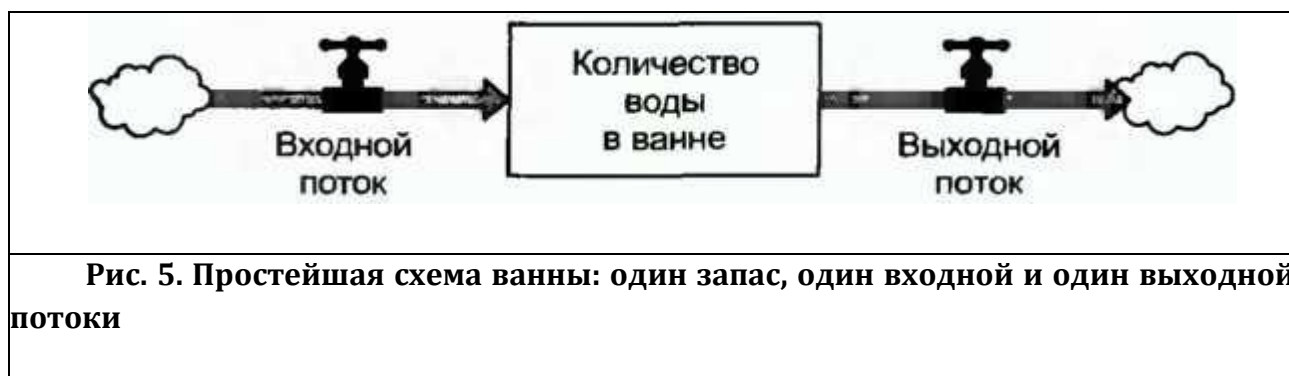 Количество
воды
в ванне
Входной
поток
Выходной
поток
Рис. 5. Простейшая схема ванны: один запас, один входной и один выходной
потоки